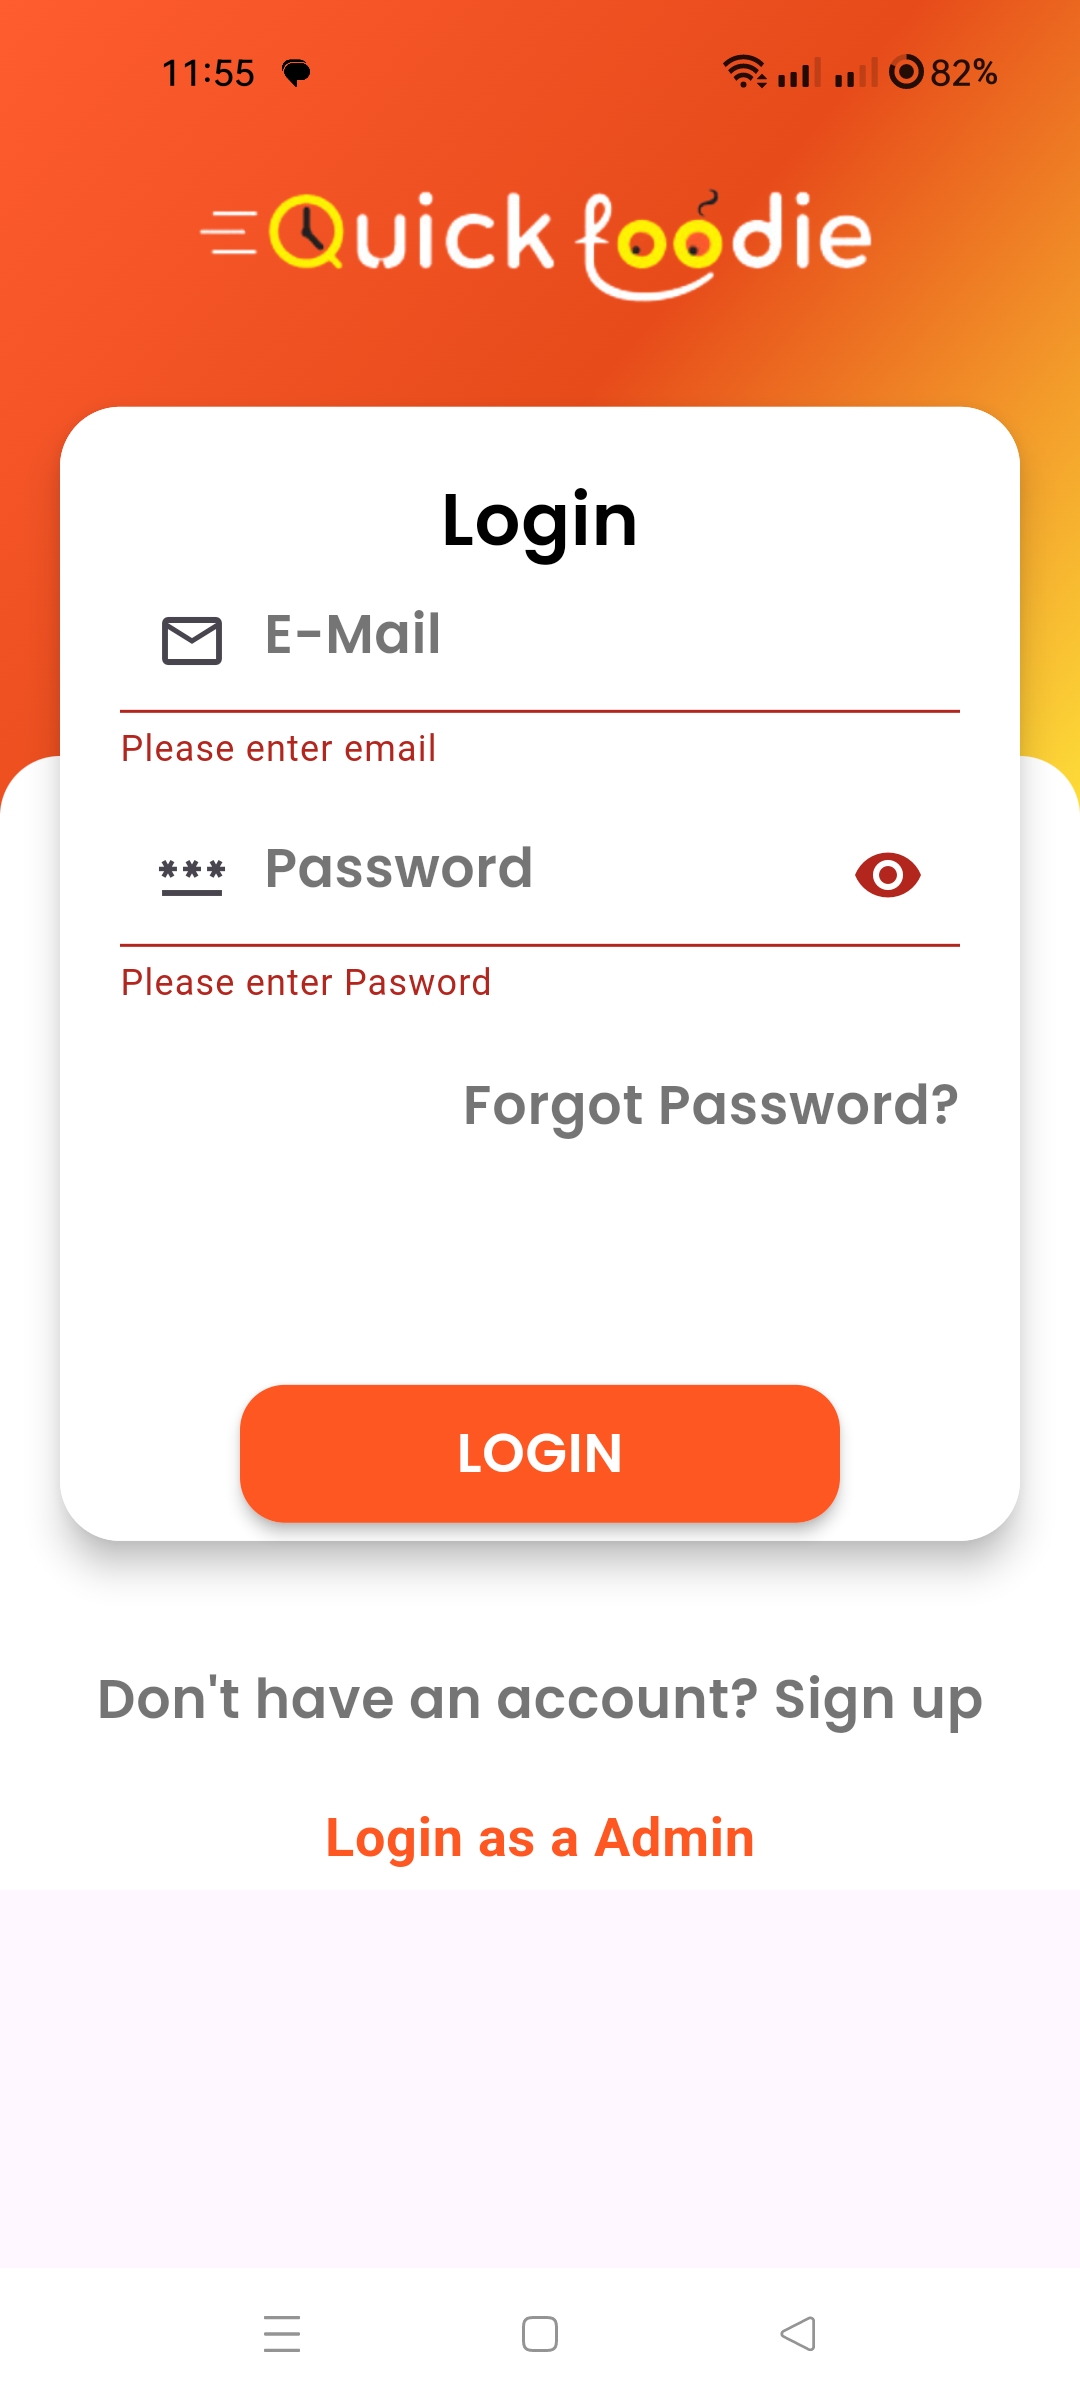 11:55
82%
Quick foodie
Login
E-Mail
Please enter email
*** Password
Please enter Pasword
Forgot Password?
LOGIN
Don't have an account? Sign up
Login as a Admin